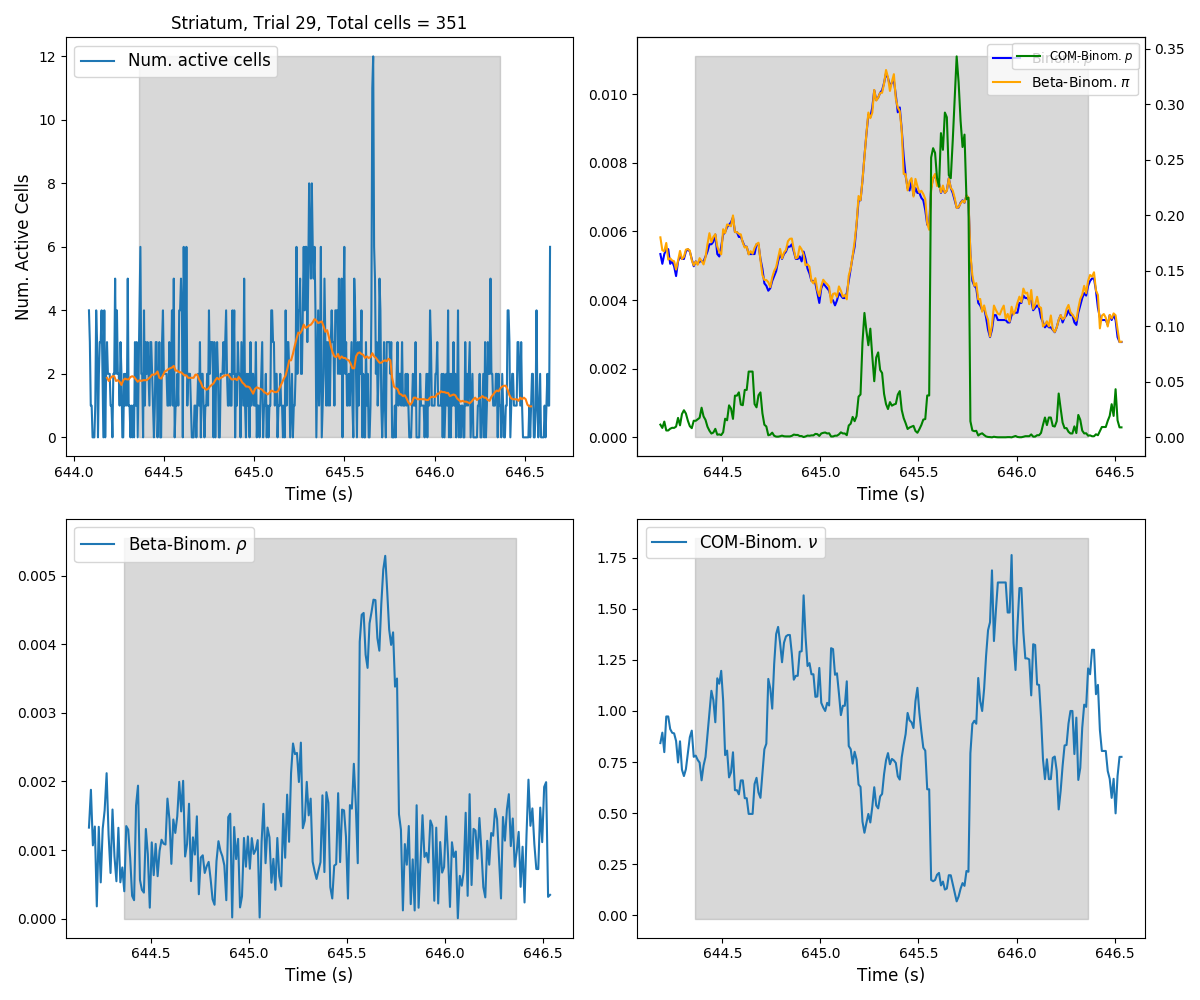 Striatum, Trial 29, Total cells = 351
Num. active cells
Num. Active Cells
12
10
8
6
4
2
0
644.0 644.5 645.0 645.5 646.0 646.5
Time (s)
COM-Binom. p
Beta-Binom. π
0.010
0.008
0.006
0.004
0.002
0.000
0.35
0.30
0.25
0.20
0.15
0.10
0.05
0.00
644.5 645.0 645.5 646.0 646.5
Time (s)
Beta-Binom. ρ
0.005
0.004
0.003
0.002
0.001
0.000
644.5 645.0 645.5 646.0 646.5
Time (s)
COM-Binom. ν
1.75
1.50
1.25
1.00
0.75
0.50
0.25
0.00
644.5 645.0 645.5 646.0 646.5
Time (s)